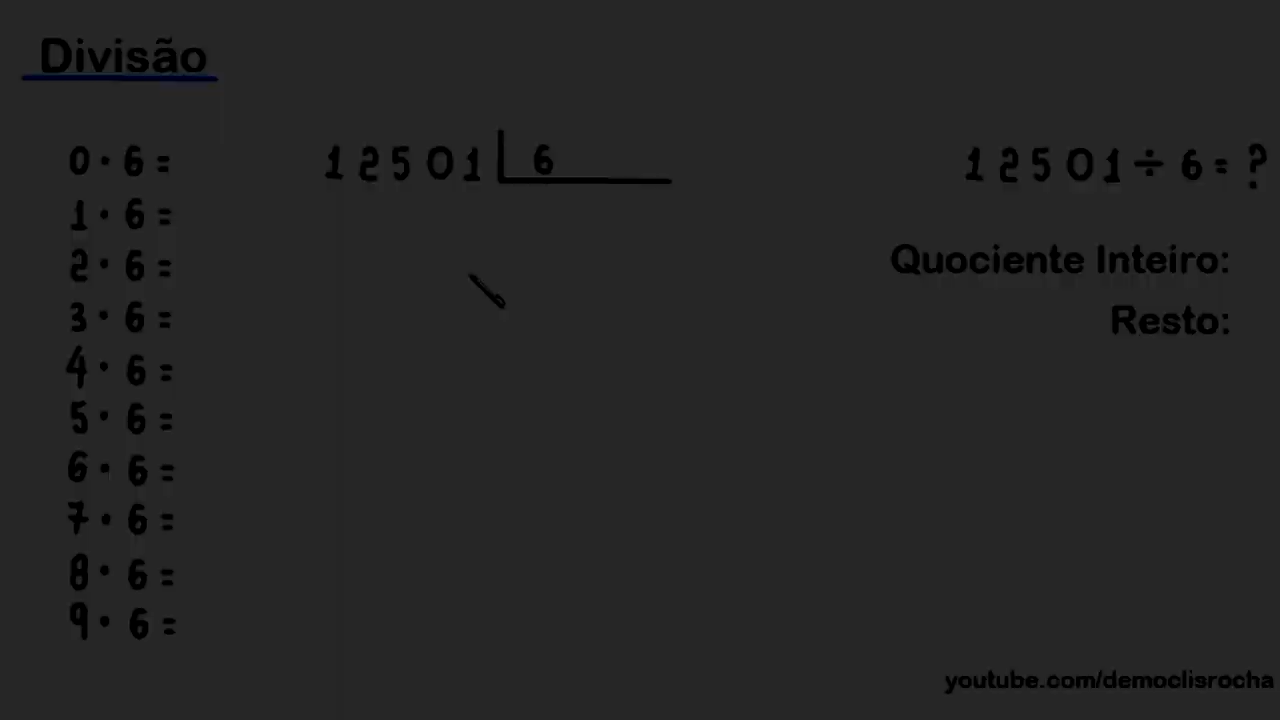 Divisão
0 · 6 =
1 · 6 =
2 · 6 =
3 · 6 =
4 · 6 =
5 · 6 =
6 · 6 =
7 · 6 =
8 · 6 =
9 · 6 =
12501 6
12501 ÷ 6 = ?
Quociente Inteiro:
Resto:
youtube.com/democlisrocha